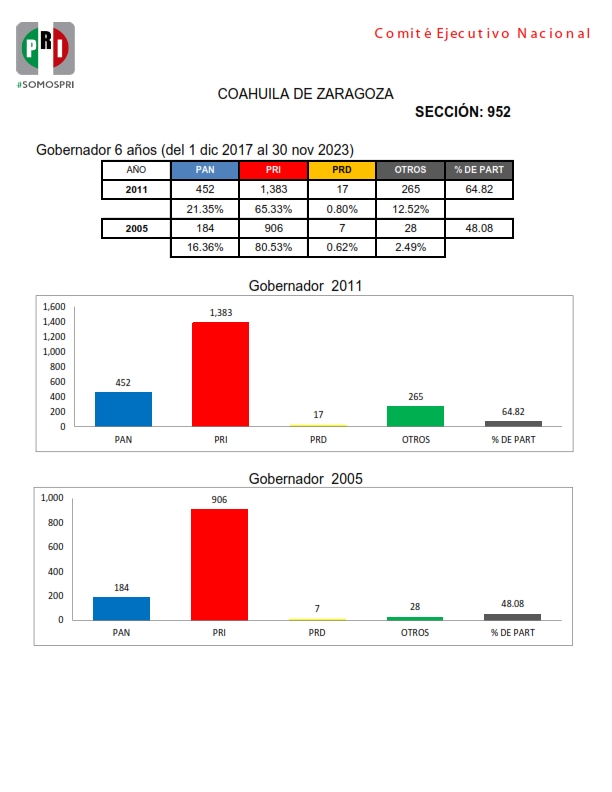 Comité Ejecutivo Nacional
PRI
#SOMOSPRI
COAHUILA DE ZARAGOZA
SECCIÓN: 952
Gobernador 6 años (del 1 dic 2017 al 30 nov 2023)
AÑO PAN PRI PRD OTROS % DE PART
2011 452 1,383 17 265 64.82
21.35% 65.33% 0.80% 12.52%
2005 184 906 7 28 48.08
16.36% 80.53% 0.62% 2.49%
Gobernador 2011
1,600
1,400
1,200
1,000
800
600
400
200
0
452
1,383
17
265
64.82
PAN PRI PRD OTROS % DE PART
Gobernador 2005
1,000
800
600
400
200
0
184
906
7
28
48.08
PAN PRI PRD OTROS % DE PART